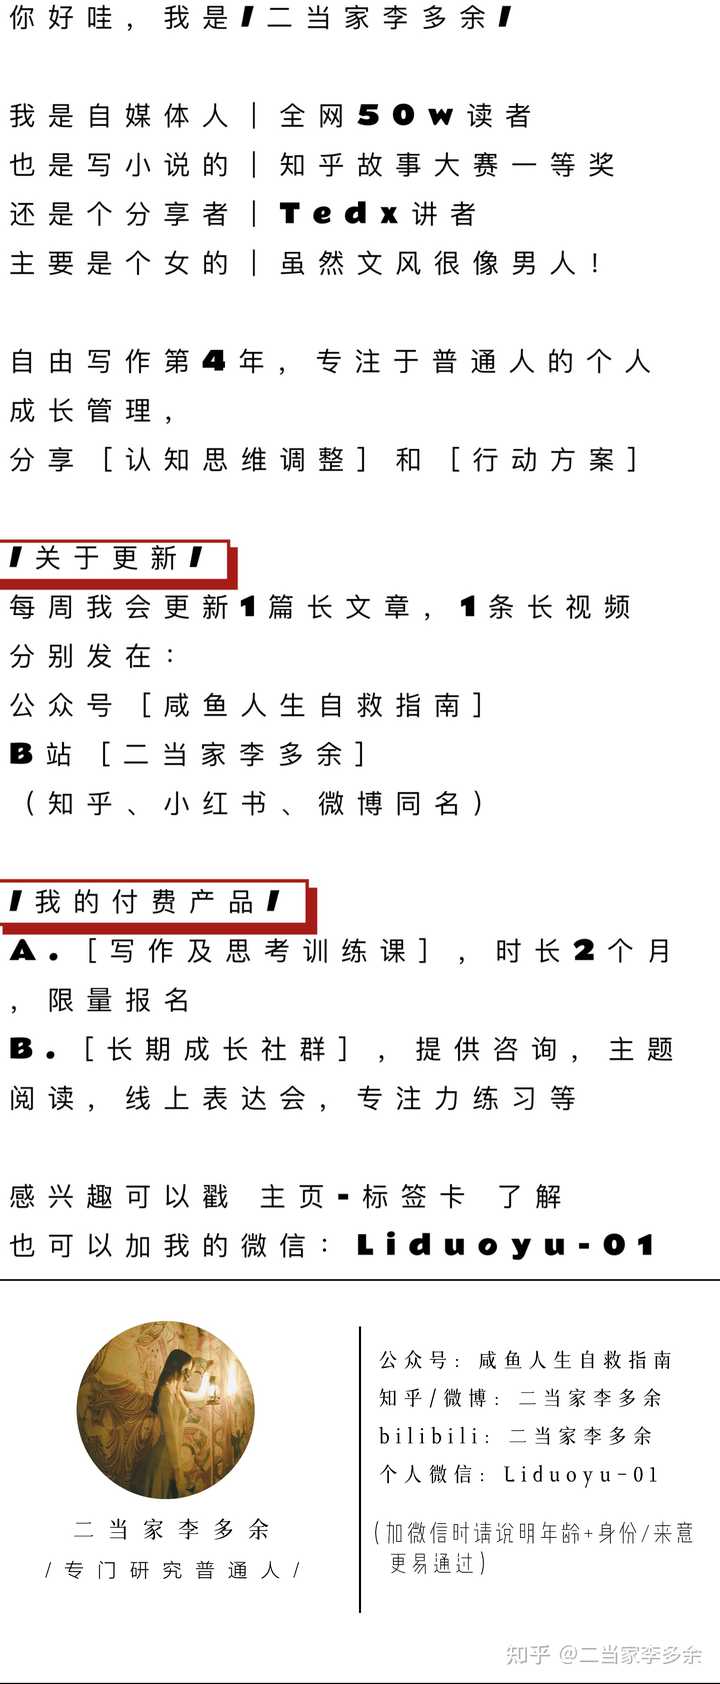 你好哇，我是/二当家李多余/
我是自媒体人｜全网50w读者
也是写小说的｜知乎故事大赛一等奖
还是个分享者｜Tedx讲者
主要是个女的｜虽然文风很像男人！
自由写作第4年，专注于普通人的个人
成长管理，
分享［认知思维调整］和［行动方案］
/关于更新/
每周我会更新1篇长文章，1条长视频
分别发在：
公众号［咸鱼人生自救指南］
B站［二当家李多余］
（知乎、小红书、微博同名）
/我的付费产品/
A.［写作及思考训练课］，时长2个月
，限量报名
B.［长期成长社群］，提供咨询，主题
阅读，线上表达会，专注力练习等
感兴趣可以戳 主页-标签卡 了解
也可以加我的微信：Liduoyu-01
二当家李多余
/专门研究普通人/
公众号：咸鱼人生自救指南
知乎/微博：二当家李多余
bilibili：二当家李多余
个人微信：Liduoyu-01
（加微信时请说明年龄+身份/来意
更易通过）
知乎 @二当家李多余